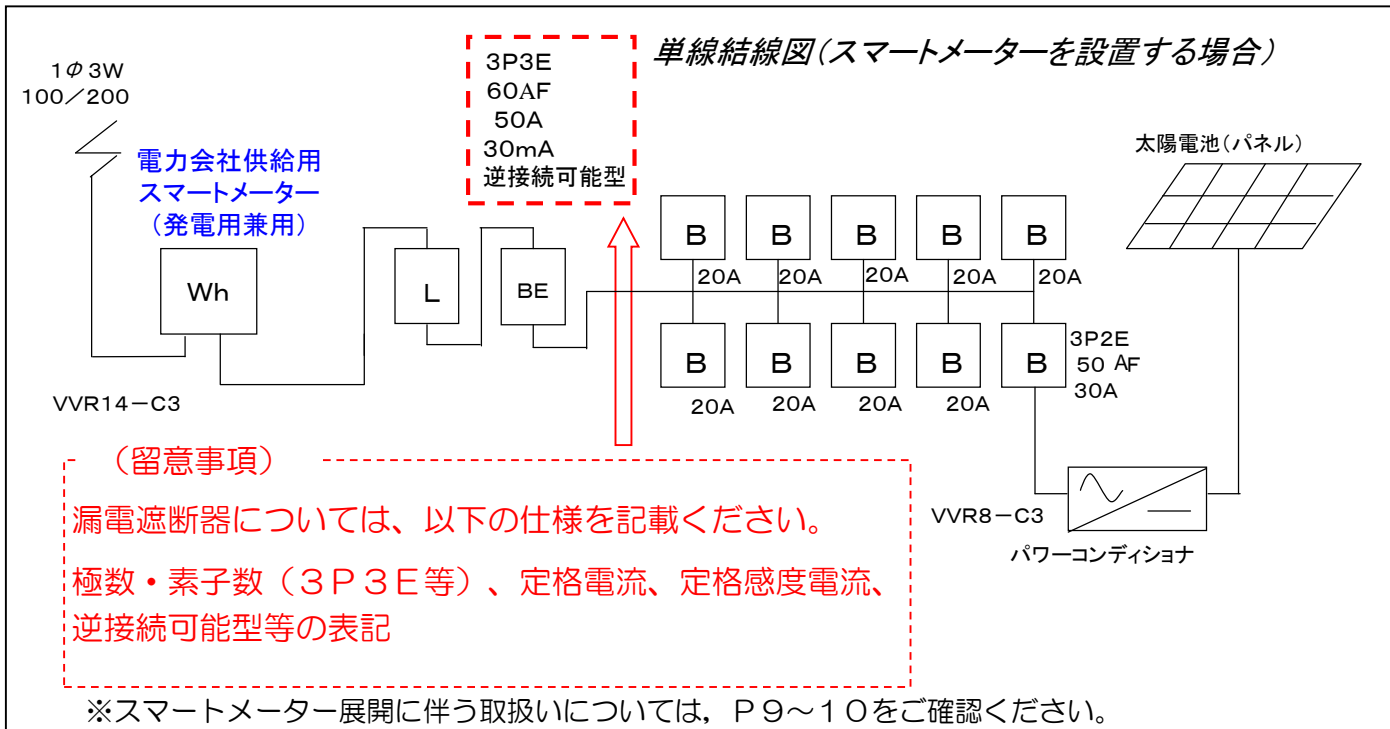 単線結線図(スマートメーターを設置する場合)
1Φ3W
100/200
3P3E
60AF
50A
30mA
逆接続可能型
電力会社供給用
スマートメーター
(発電用兼用)
太陽電池(パネル)
Wh
L
BE
B
B
B
B
B
20A
20A
20A
20A
20A
B
B
B
B
B
3P2E
50 AF
30A
20A
20A
20A
20A
VVR14-C3
VVR8-C3
パワーコンディショナ
(留意事項)
漏電遮断器については、以下の仕様を記載ください。
極数・素子数(3P3E等)、定格電流、定格感度電流、
逆接続可能型等の表記
※スマートメーター展開に伴う取扱いについては,P9~10をご確認ください。